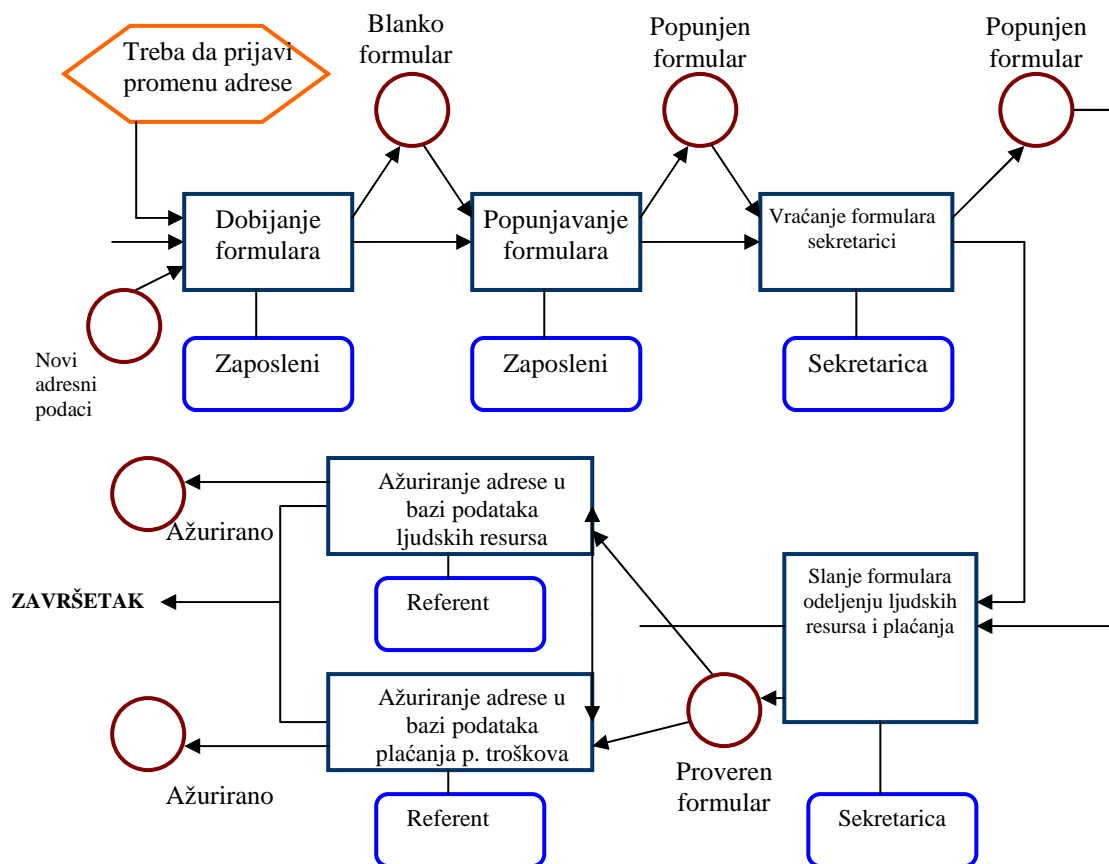 Treba da prijavi
promenu adrese
Blanko
formular
Popunjen
formular
Popunjen
formular
Dobijanje
formulara
Popunjavanje
formulara
Vraćanje formulara
sekretarici
Novi
adresni
podaci
Zaposleni
Zaposleni
Sekretarica
Ažuriranje adrese u
bazi podataka
ljudskih resursa
Ažurirano
Referent
ZAVRŠETAK
Slanje formulara
odeljenju ljudskih
resursa i plaćanja
Ažuriranje adrese u
bazi podataka
plaćanja p. troškova
Ažurirano
Proveren
formular
Referent
Sekretarica